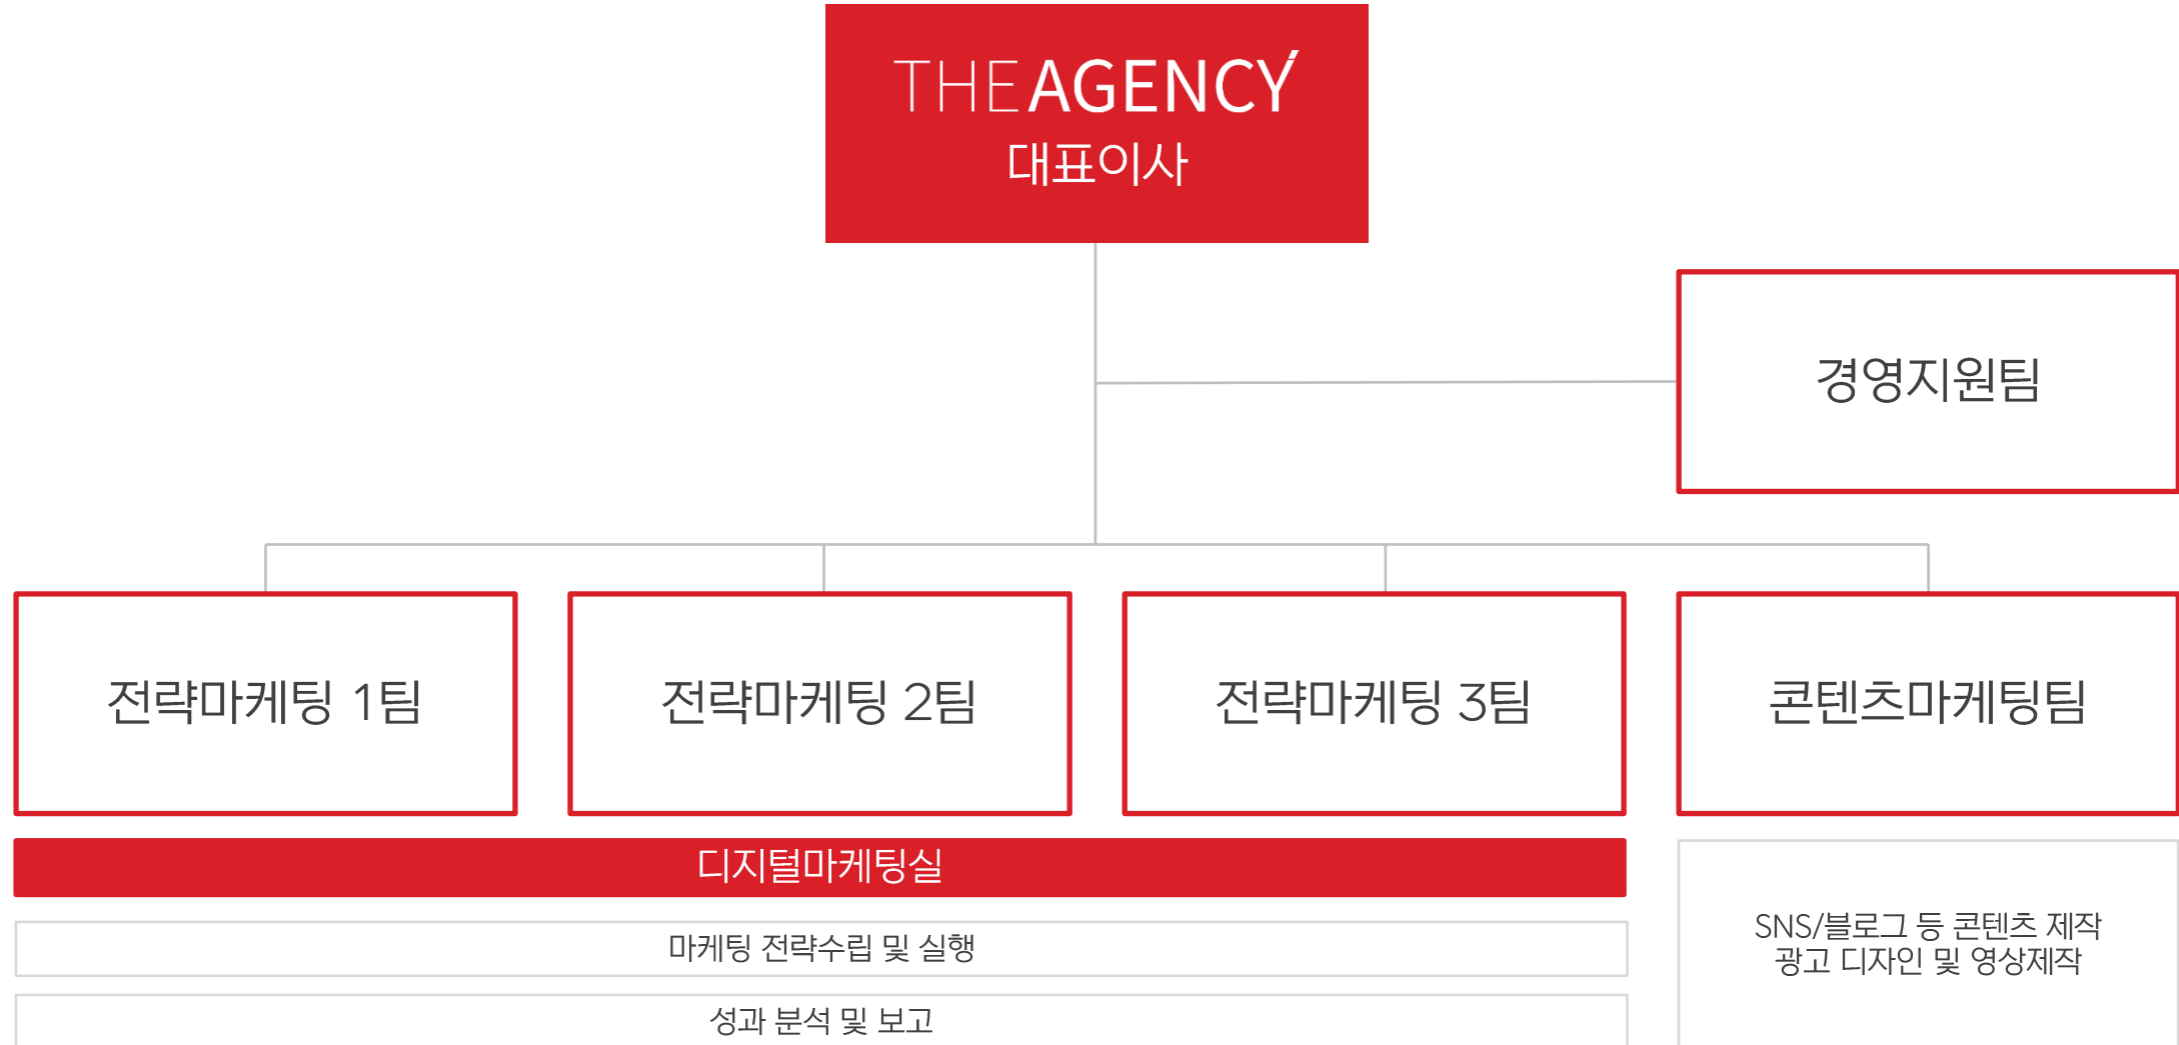 THE AGENCY
대표이사
경영지원팀
전략마케팅 1팀
전략마케팅 2팀
전략마케팅 3팀
콘텐츠마케팅팀
디지털마케팅실
마케팅 전략수립 및 실행
성과 분석 및 보고
SNS/블로그 등 콘텐츠 제작
광고 디자인 및 영상제작